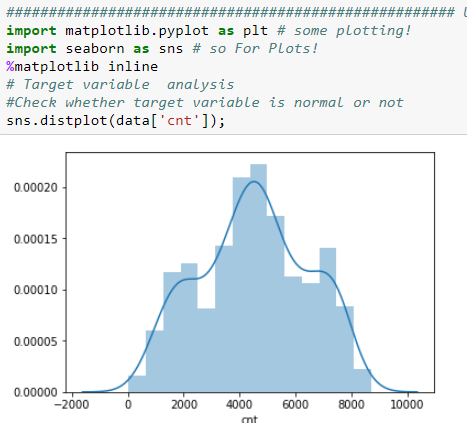 ##################################################
import matplotlib.pyplot as plt # some plotting!
import seaborn as sns # so For Plots!
%matplotlib inline
# Target variable  analysis
#Check whether target variable is normal or not
sns.distplot(data['cnt']);
0.00020
0.00015
0.00010
0.00005
0.00000
−2000 0 2000 4000 6000 8000 10000
cnt